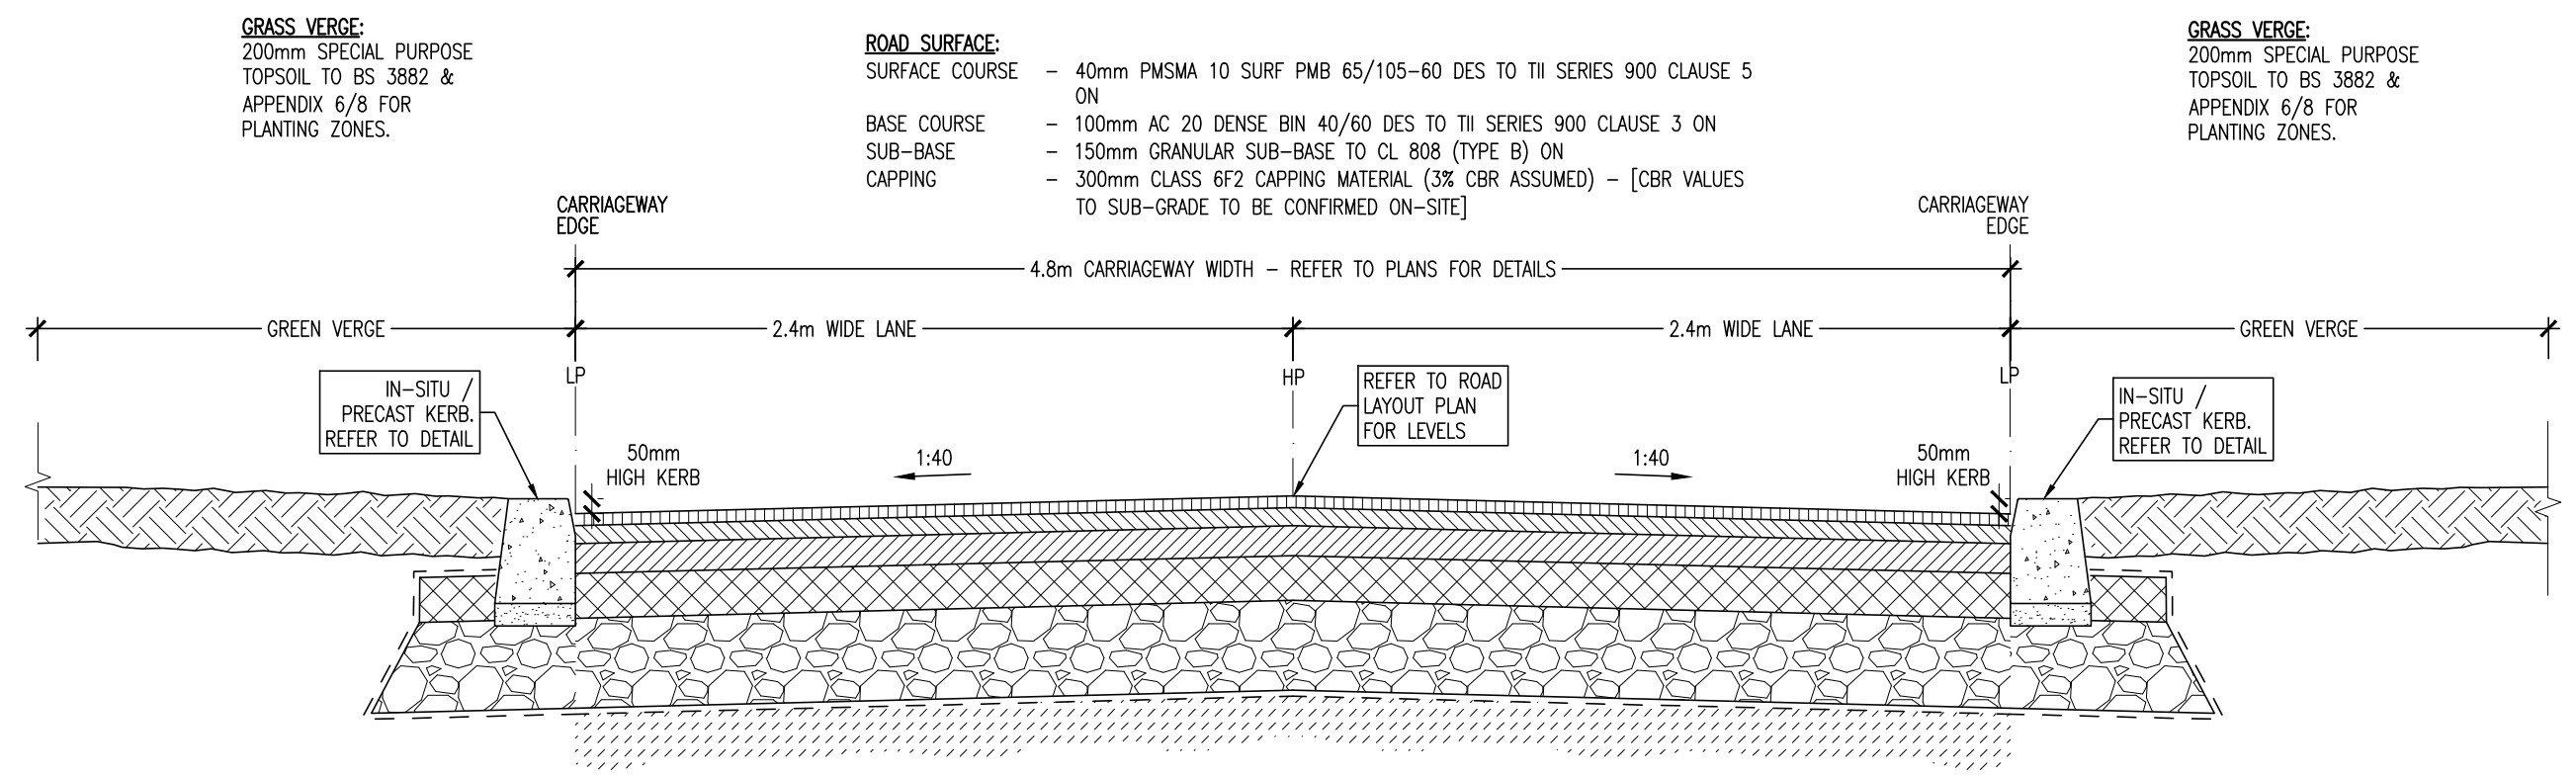 GRASS VERGE:
200mm SPECIAL PURPOSE
TOPSOIL TO BS 3882 &
APPENDIX 6/8 FOR
PLANTING ZONES.
ROAD SURFACE:
SURFACE COURSE - 40mm PMSMA 10 SURF PMB 65/105-60 DES TO TII SERIES 900 CLAUSE 5
ON
BASE COURSE - 100mm AC 20 DENSE BIN 40/60 DES TO TII SERIES 900 CLAUSE 3 ON
SUB-BASE - 150mm GRANULAR SUB-BASE TO CL 808 (TYPE B) ON
CAPPING - 300mm CLASS 6F2 CAPPING MATERIAL (3% CBR ASSUMED) - [CBR VALUES
TO SUB-GRADE TO BE CONFIRMED ON-SITE]
GRASS VERGE:
200mm SPECIAL PURPOSE
TOPSOIL TO BS 3882 &
APPENDIX 6/8 FOR
PLANTING ZONES.
CARRIAGEWAY
EDGE
CARRIAGEWAY
EDGE
4.8m CARRIAGEWAY WIDTH - REFER TO PLANS FOR DETAILS
GREEN VERGE
2.4m WIDE LANE
2.4m WIDE LANE
GREEN VERGE
LP
HP
LP
IN-SITU /
PRECAST KERB.
REFER TO DETAIL
REFER TO ROAD
LAYOUT PLAN
FOR LEVELS
IN-SITU /
PRECAST KERB.
REFER TO DETAIL
50mm
HIGH KERB
1:40
1:40
50mm
HIGH KERB